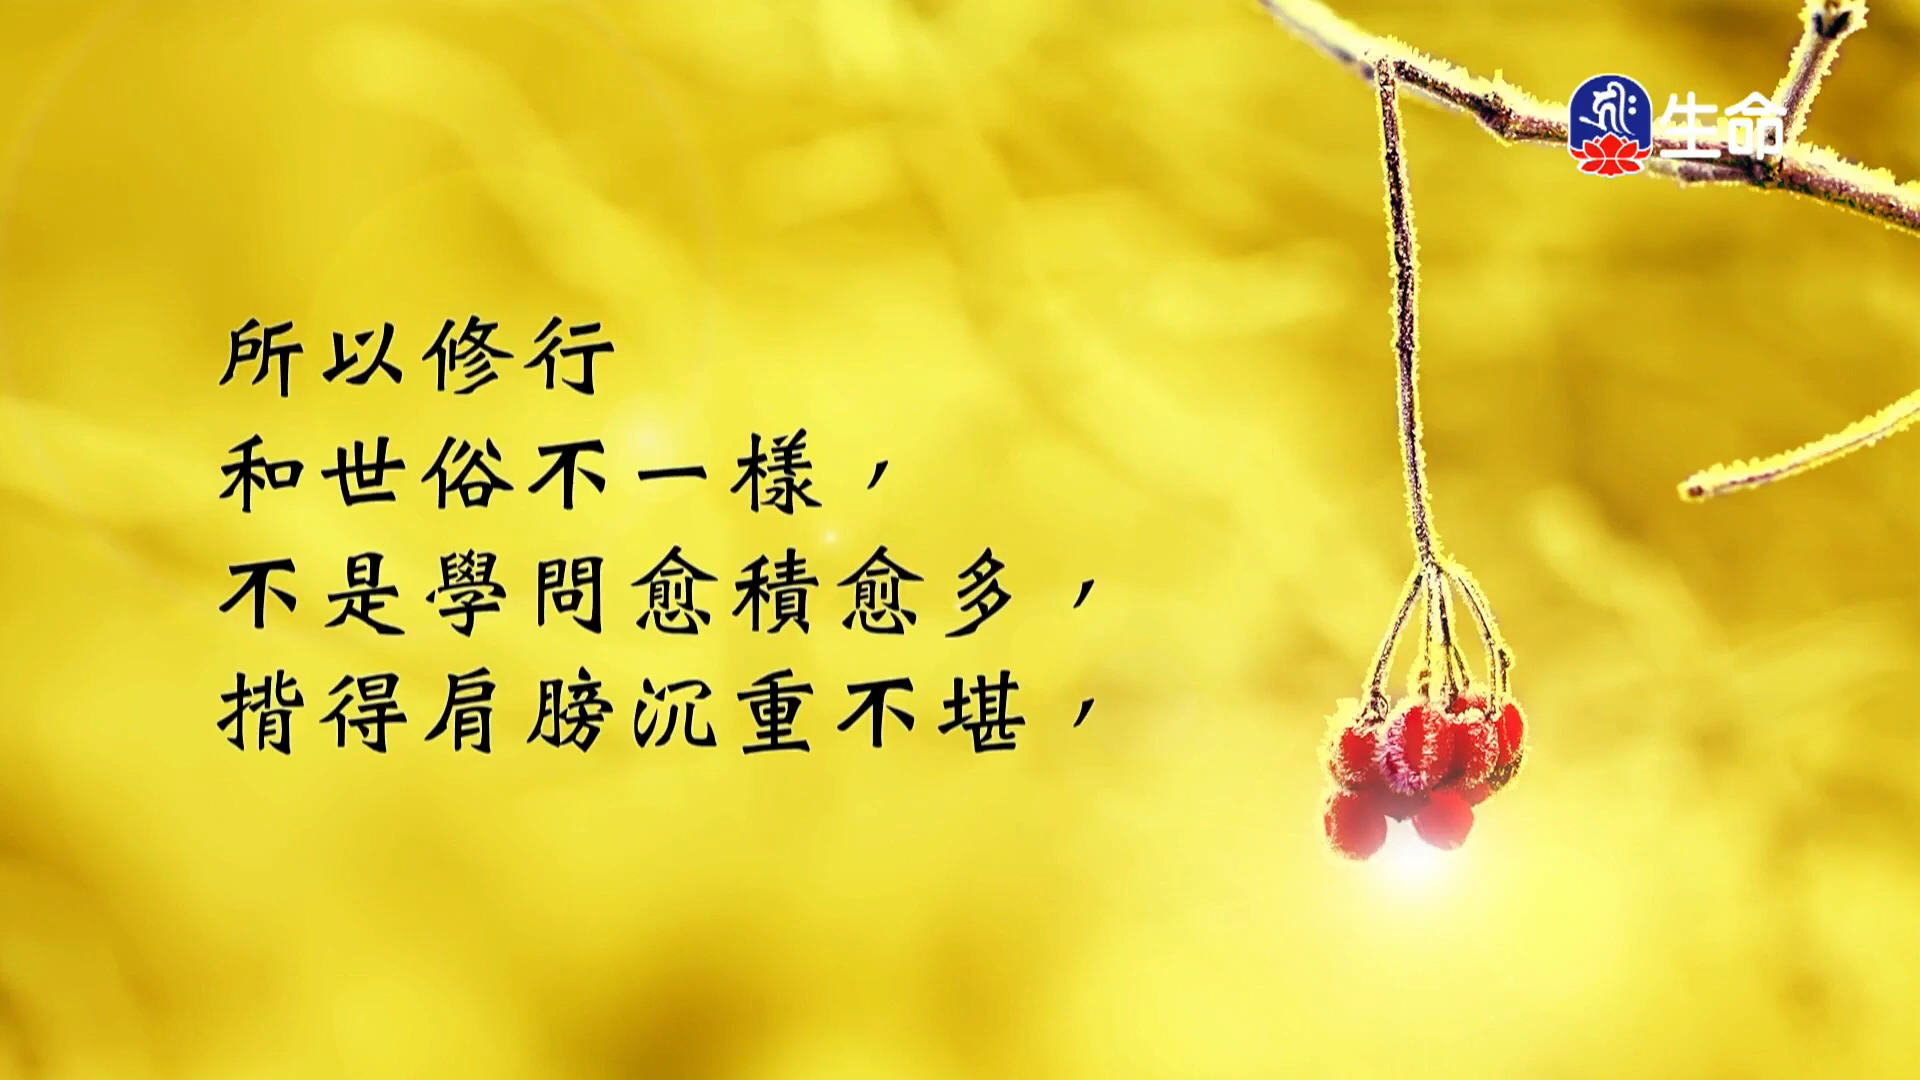 生命
所以修行
和世俗不一樣，
不是學問愈積愈多，
揹得肩膀沉重不堪，